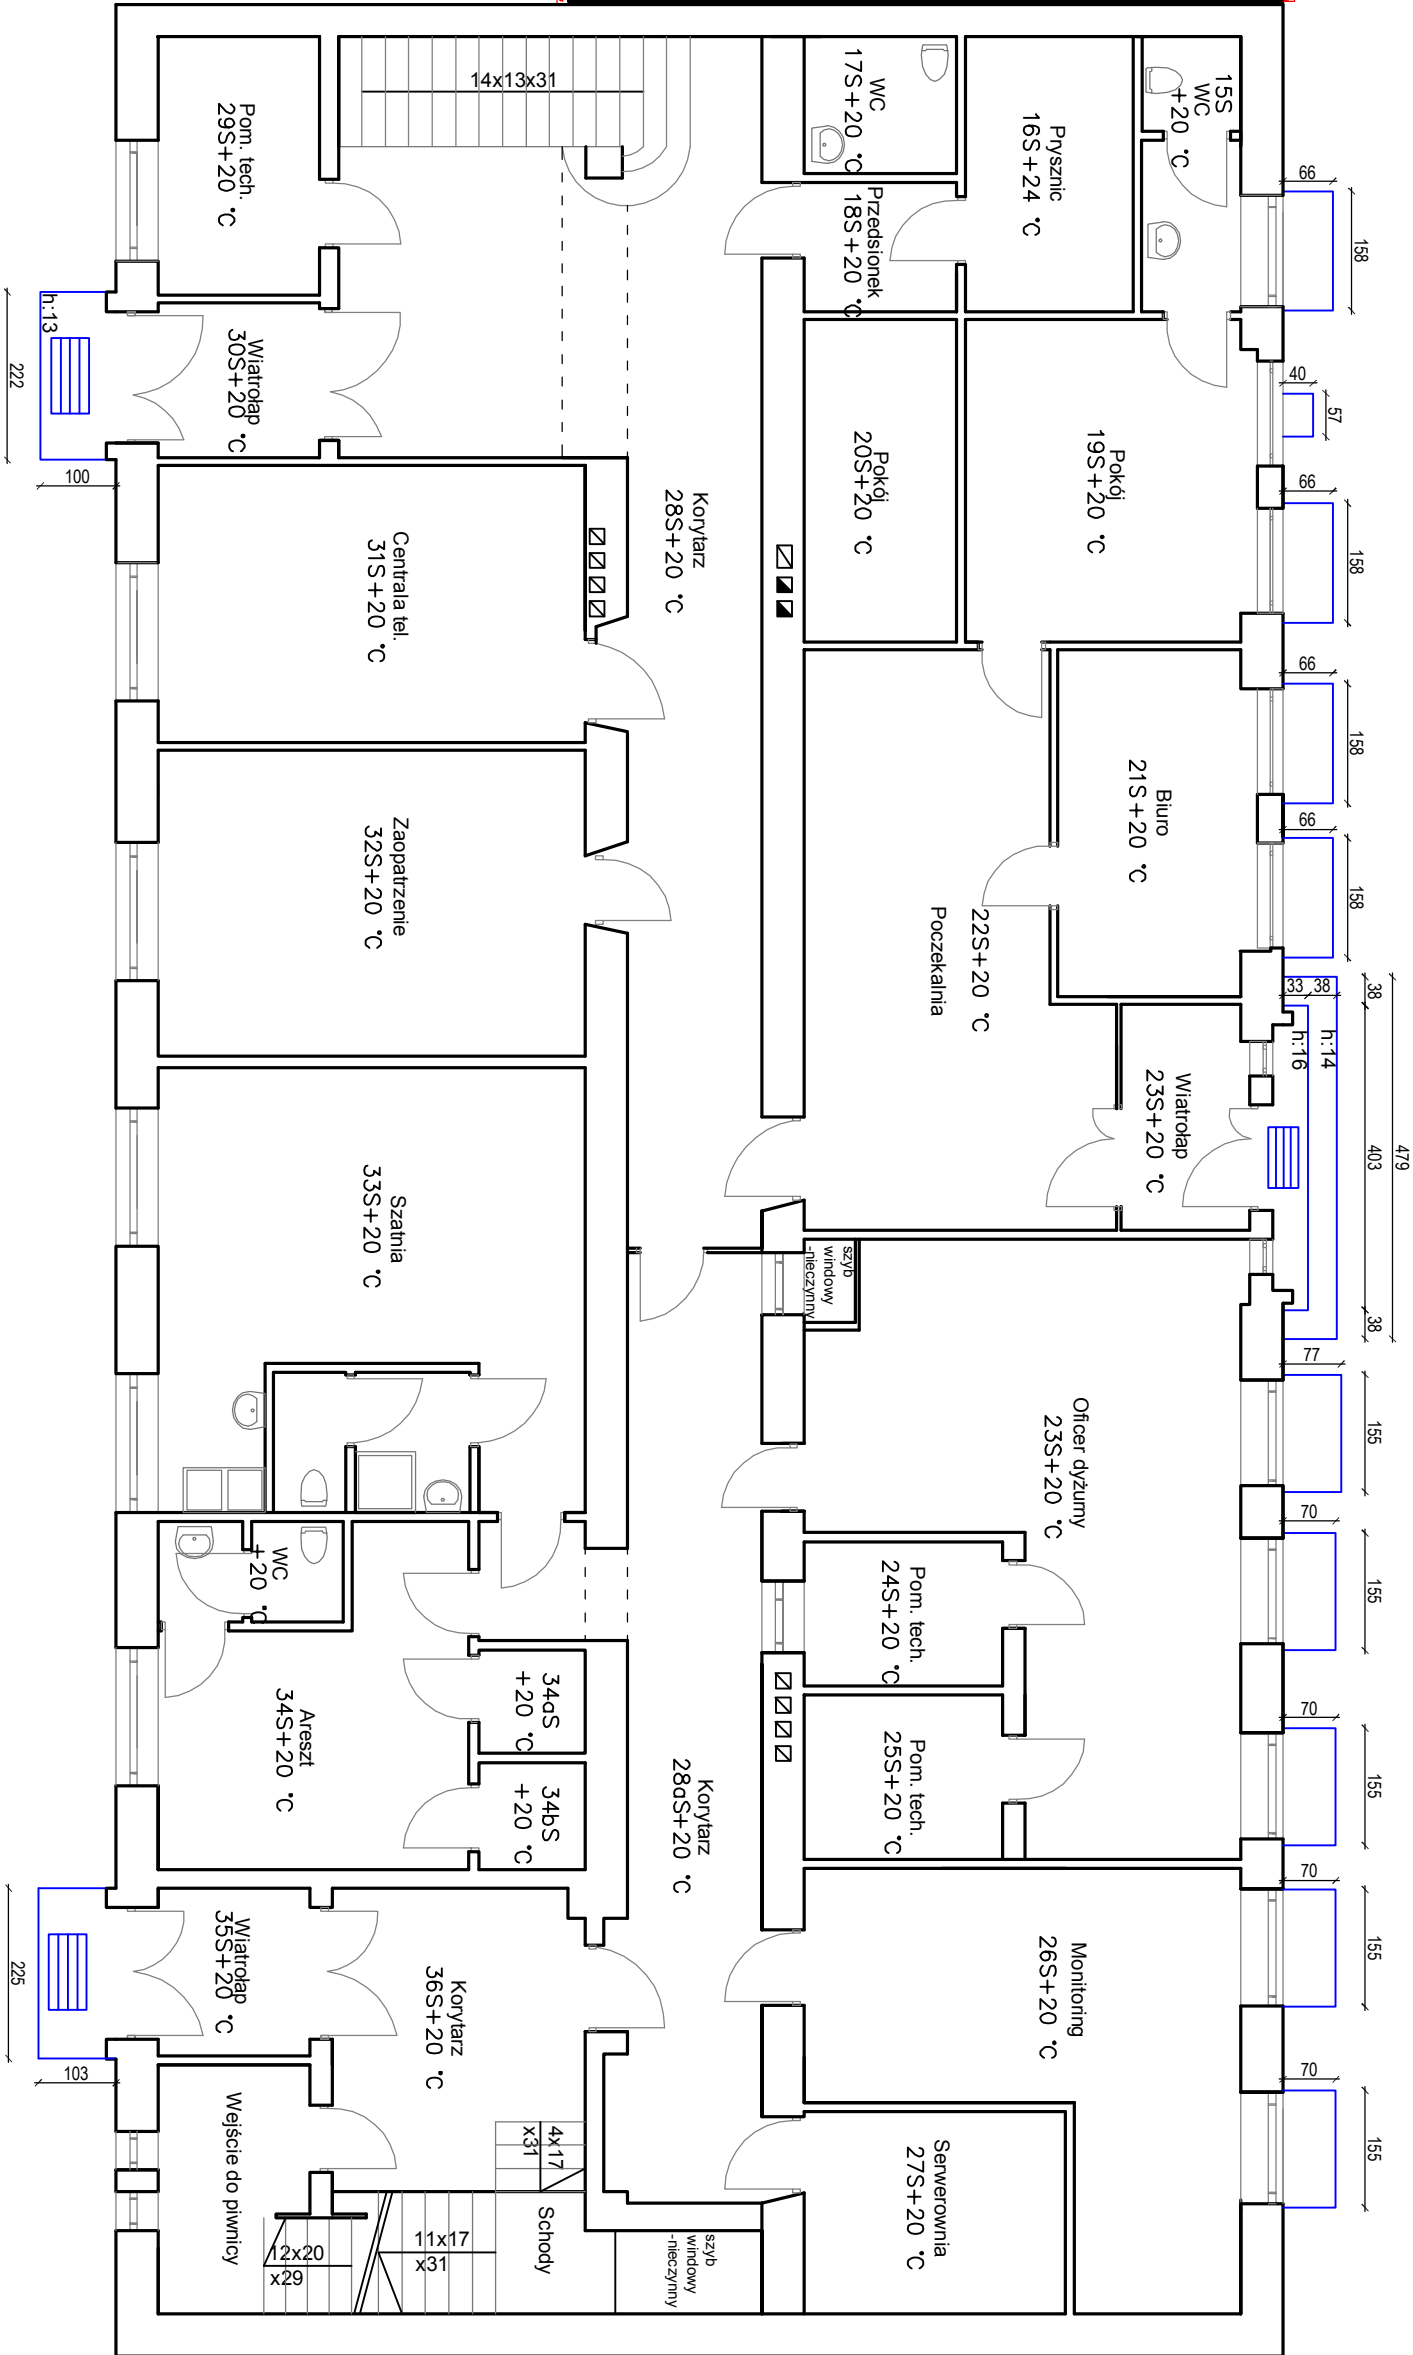 14x13x31
WC
17S+20 °C
Prysznic
16S+24 °C
15S
WC
+20 °C
66
158
Pom. tech.
29S+20 °C
Przedsionek
18S+20 °C
h:13
222
100
Wiatrołap
30S+20 °C
40
57
Pokój
20S+20 °C
Pokój
19S+20 °C
66
158
Korytarz
28S+20 °C
Centrala tel.
31S+20 °C
66
158
Biuro
21S+20 °C
66
158
Zaopatrzenie
32S+20 °C
22S+20 °C
Poczekalnia
33
38
38
h:14
h:16
479
403
38
Wiatrołap
23S+20 °C
Szatnia
33S+20 °C
szyb
windowy
-nieczynny
77
155
Oficer dyżurny
23S+20 °C
70
155
WC
+20 °C
Pom. tech.
24S+20 °C
34aS
+20 °C
Areszt
34S+20 °C
70
155
Pom. tech.
25S+20 °C
34bS
+20 °C
Korytarz
28aS+20 °C
70
155
Monitoring
26S+20 °C
Wiatrołap
35S+20 °C
225
103
Korytarz
36S+20 °C
70
155
4x17
x31
Wejście do piwnicy
Serwerownia
27S+20 °C
Schody
12x20
x29
11x17
x31
szyb
windowy
-nieczynny